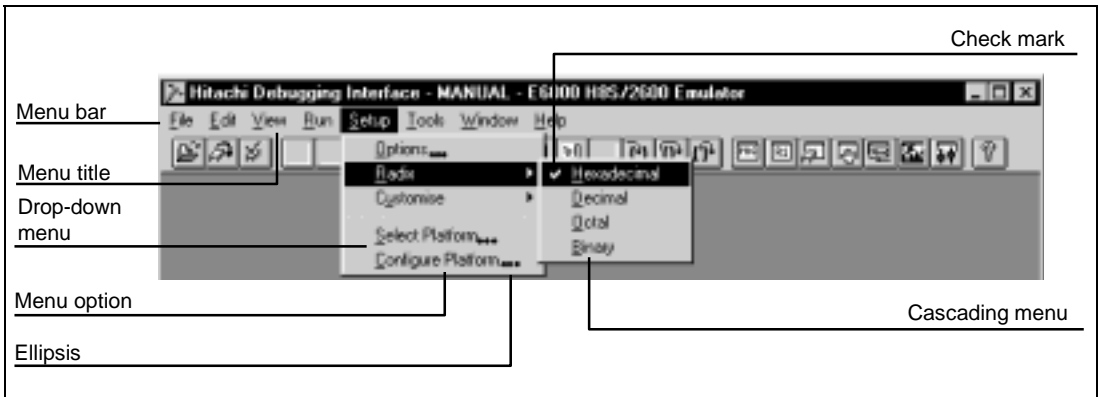 Check mark
Hitachi Debugging Interface - MANUAL - E6000 H8S/2600 Emulator
Menu bar
File Edit View Run Setup Tools Window Help
Menu title
Options...
Radix
Hexadecimal
Drop-down
menu
Customise
Decimal
Octal
Select Platform...
Binary
Configure Platform...
Menu option
Cascading menu
Ellipsis